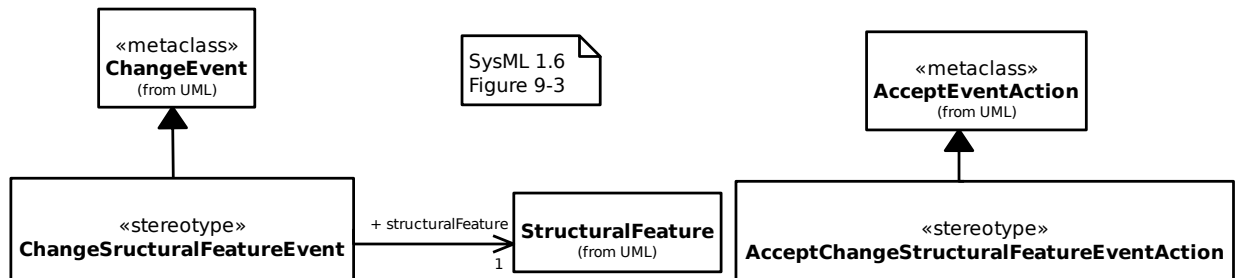 «metaclass»
ChangeEvent
(from UML)
SysML 1.6
Figure 9-3
«metaclass»
AcceptEventAction
(from UML)
«stereotype»
ChangeSructuralFeatureEvent
+ structuralFeature
1
StructuralFeature
(from UML)
«stereotype»
AcceptChangeStructuralFeatureEventAction